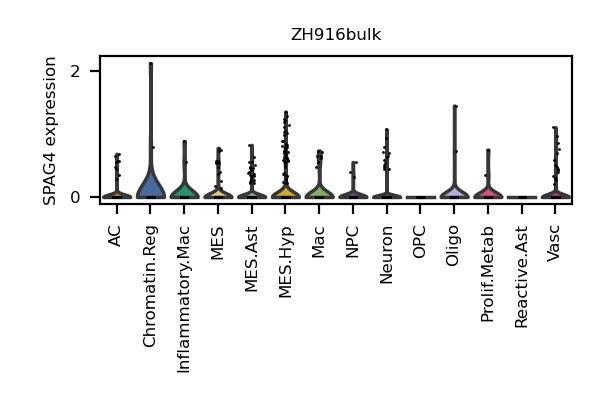 ZH916bulk
SPAG4 expression
2
0
AC
Chromatin.Reg
Inflammatory.Mac
MES
MES.Ast
MES.Hyp
Mac
NPC
Neuron
OPC
Oligo
Prolif.Metab
Reactive.Ast
Vasc